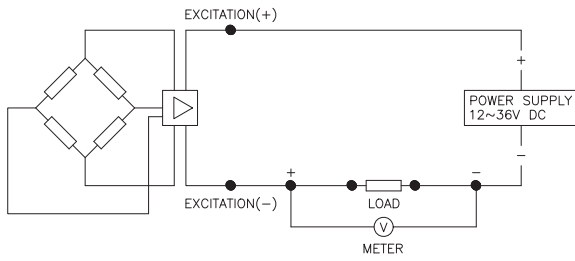 EXCITATION(+)
+
POWER SUPPLY
12~36V DC
−
+
−
EXCITATION(−)
LOAD
V
METER